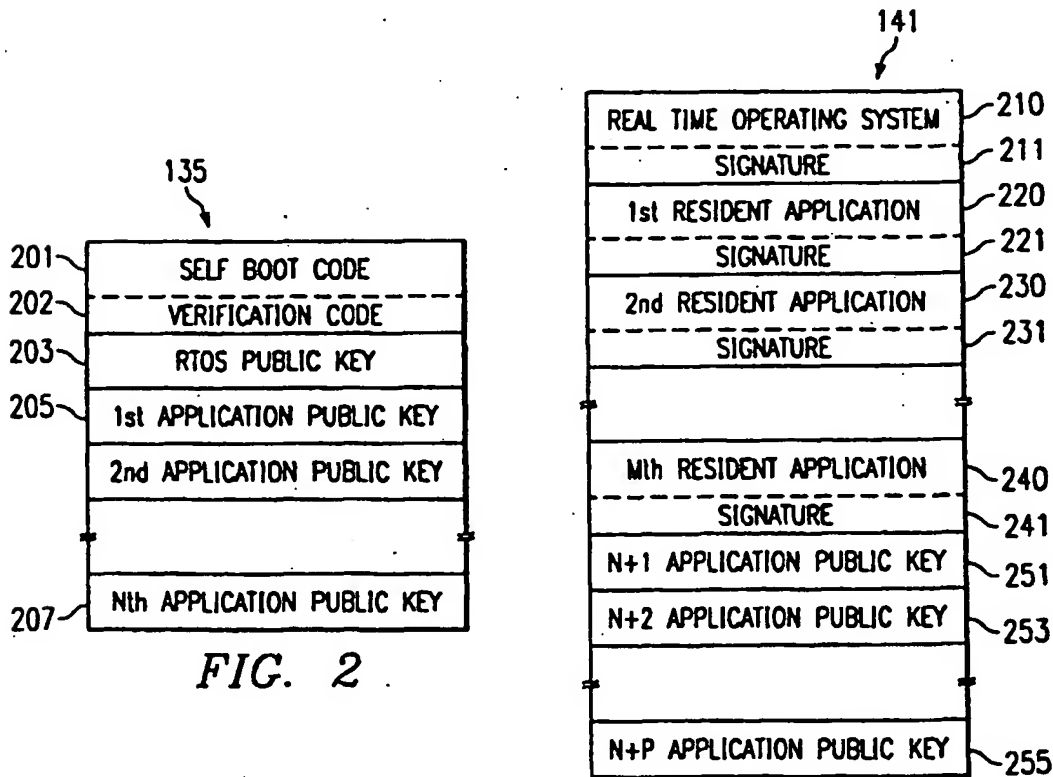 135
201
SELF BOOT CODE
202
VERIFICATION CODE
203
RTOS PUBLIC KEY
205
1st APPLICATION PUBLIC KEY
2nd APPLICATION PUBLIC KEY
207
Nth APPLICATION PUBLIC KEY
FIG. 2
141
REAL TIME OPERATING SYSTEM
210
SIGNATURE
211
1st RESIDENT APPLICATION
220
SIGNATURE
221
2nd RESIDENT APPLICATION
230
SIGNATURE
231
Mth RESIDENT APPLICATION
240
SIGNATURE
241
N+1 APPLICATION PUBLIC KEY
251
N+2 APPLICATION PUBLIC KEY
253
N+P APPLICATION PUBLIC KEY
255